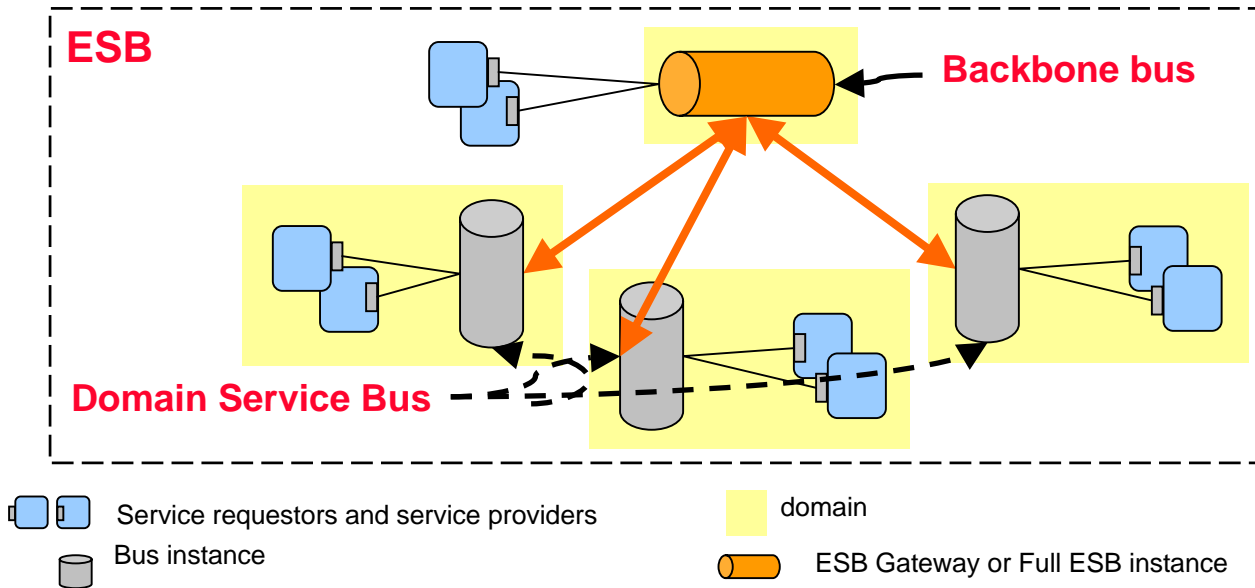 ESB
Backbone bus
Domain Service Bus
Service requestors and service providers
domain
Bus instance
ESB Gateway or Full ESB instance